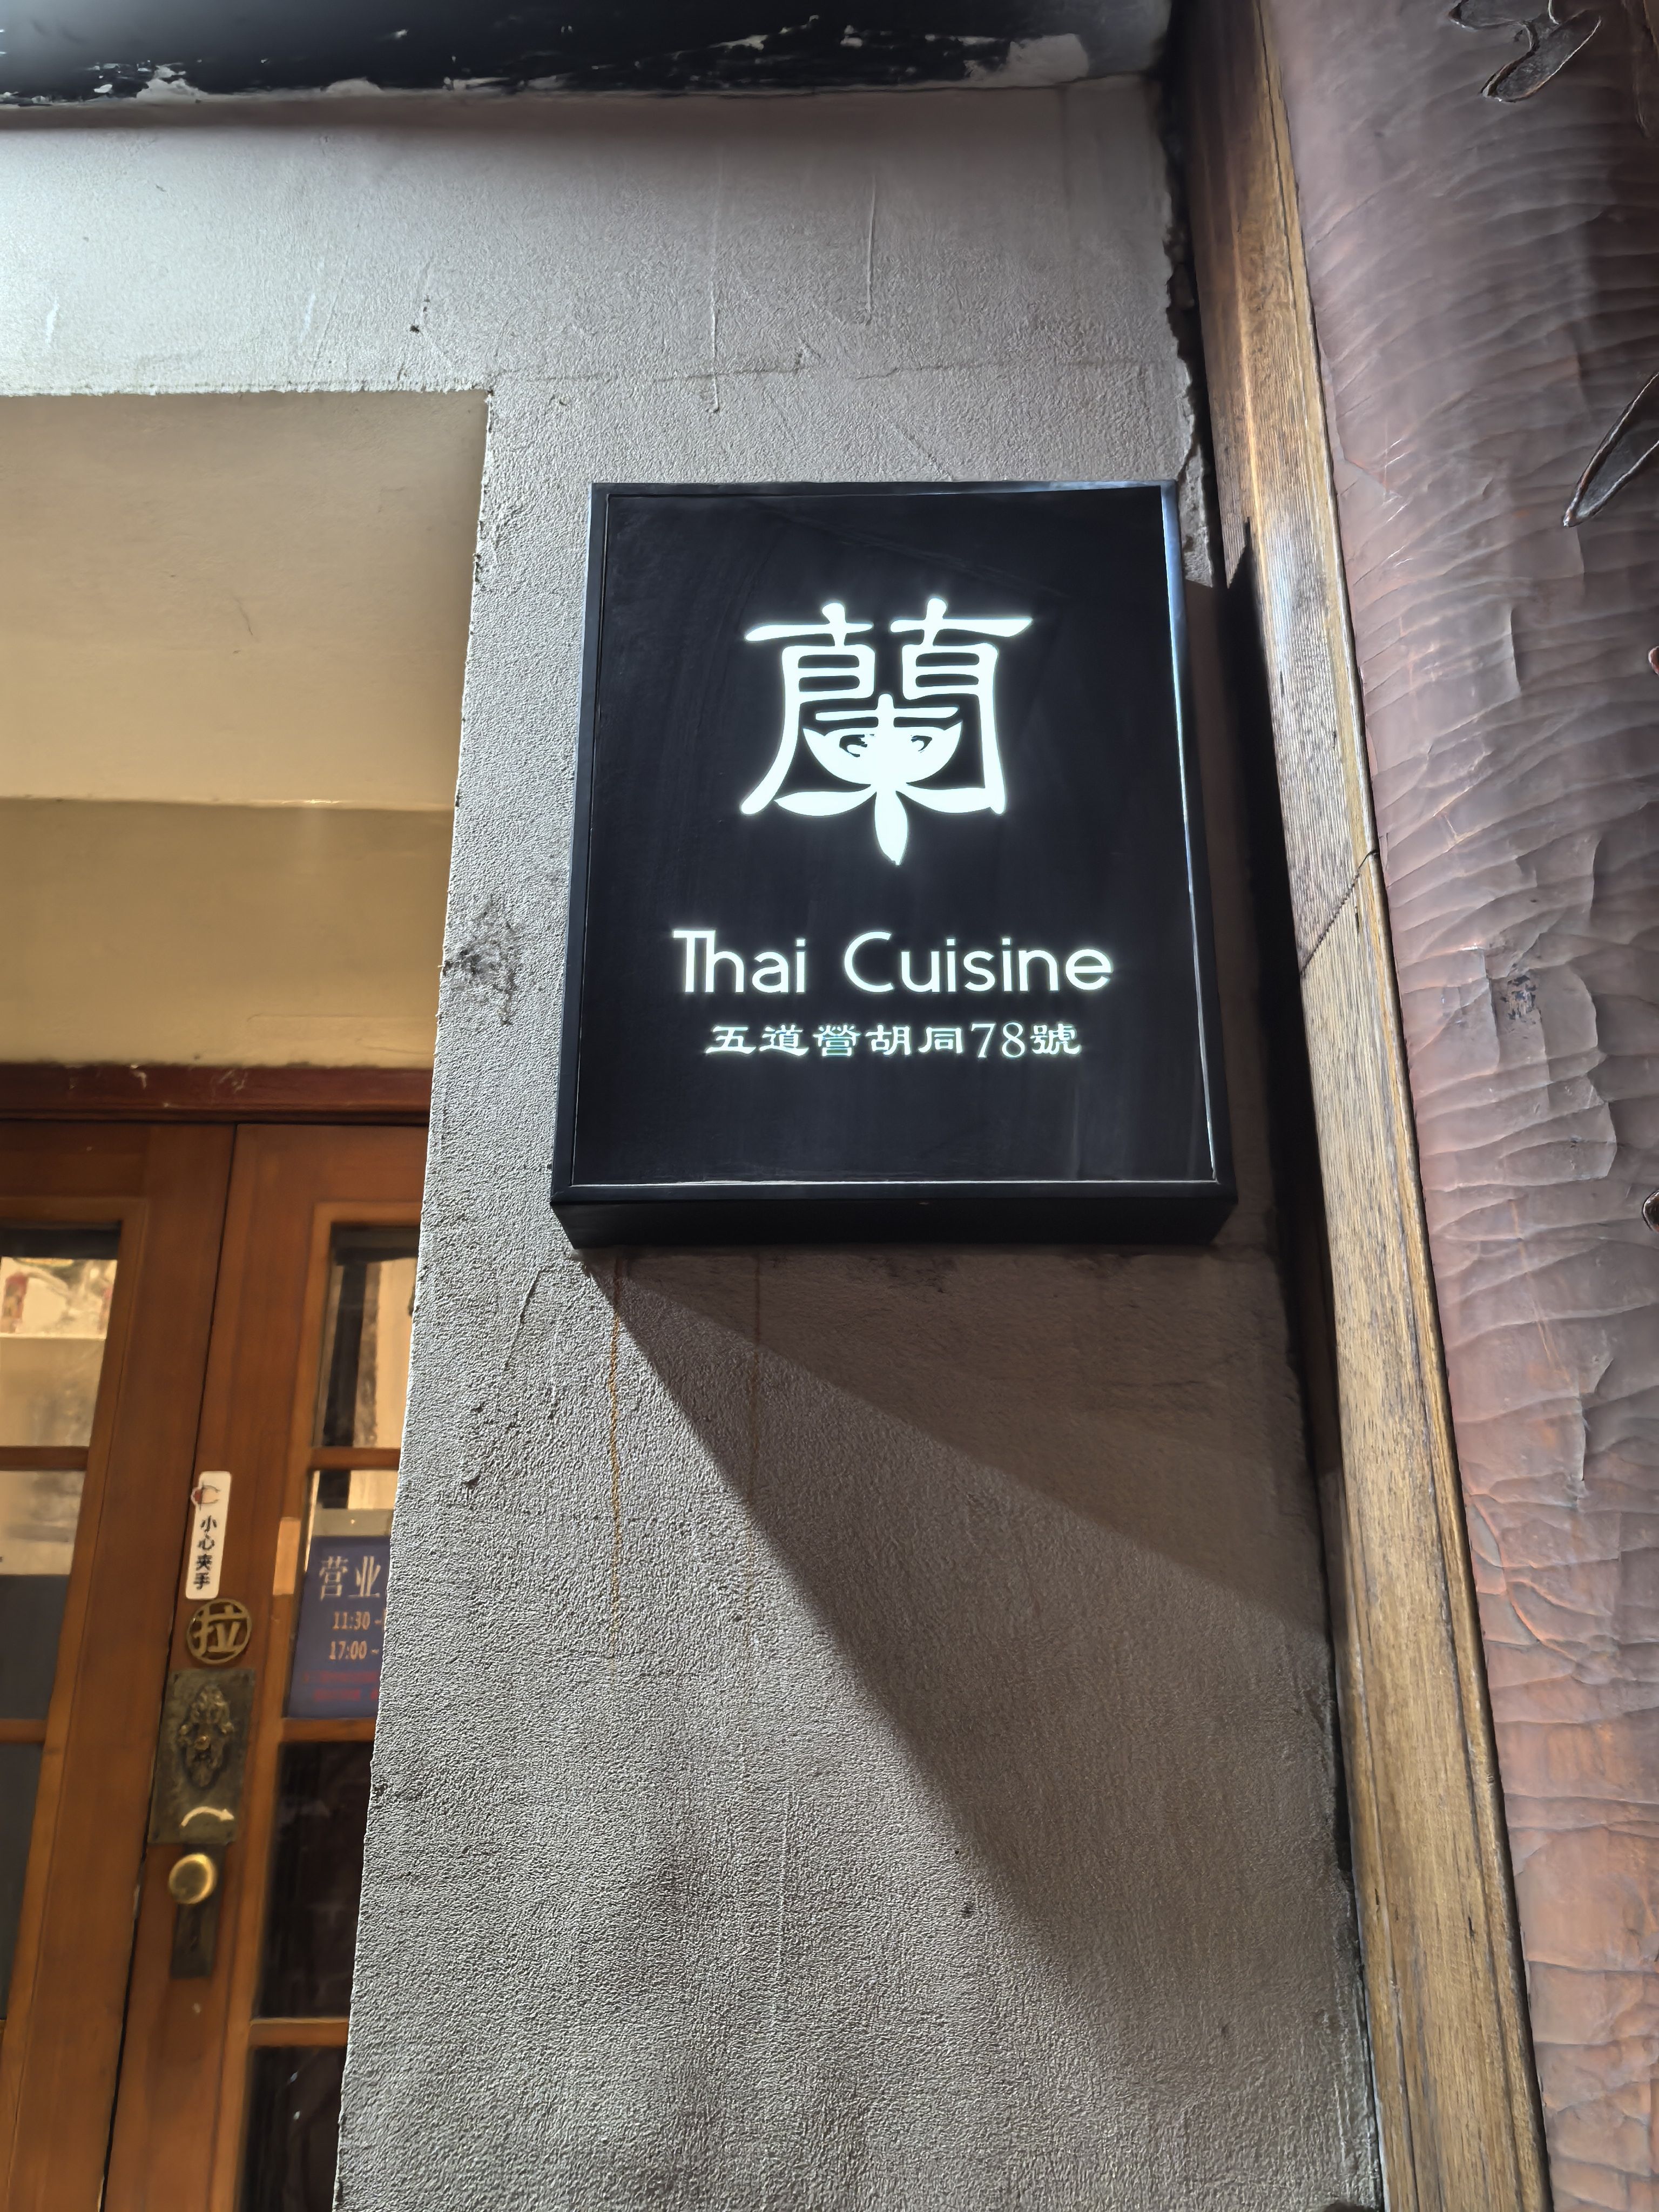 蘭
Thai Cuisine
五道營胡同78號
小心夹手
拉
营业
11:30 -
17:00 ~